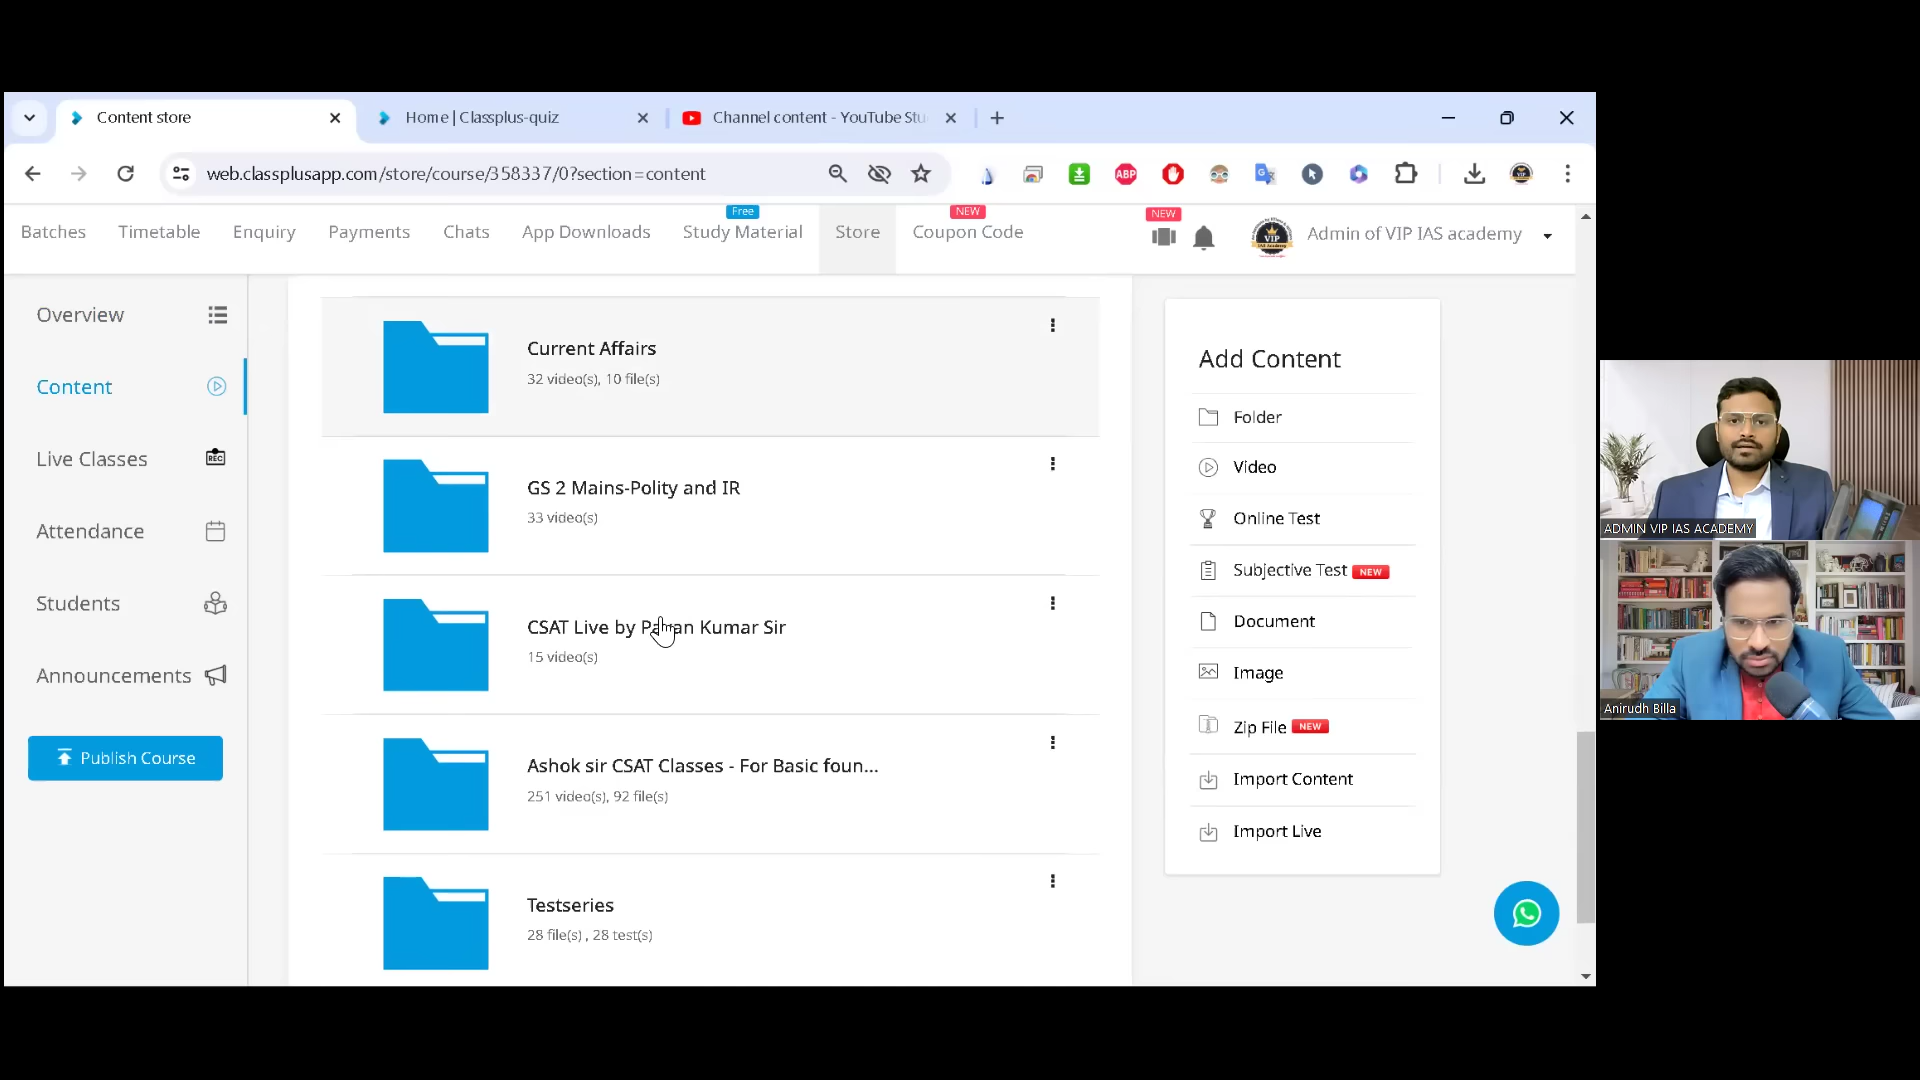 Content store
Home | Classplus-quiz
Channel content - YouTube Stu
web.classplusapp.com/store/course/358337/0?section=content
ABP
Free
NEW
NEW
Batches
Timetable
Enquiry
Payments
Chats
App Downloads
Study Material
Store
Coupon Code
VIP
Admin of VIP IAS academy
Overview
Content
Live Classes
REC
Attendance
Students
Announcements
Publish Course
Current Affairs
32 video(s), 10 file(s)
GS 2 Mains-Polity and IR
33 video(s)
CSAT Live by Pawan Kumar Sir
15 video(s)
Ashok sir CSAT Classes - For Basic foun...
251 video(s), 92 file(s)
Testseries
28 file(s) , 28 test(s)
Add Content
Folder
Video
Online Test
Subjective Test NEW
Document
Image
Zip File NEW
Import Content
Import Live
ADMIN VIP IAS ACADEMY
Anirudh Billa